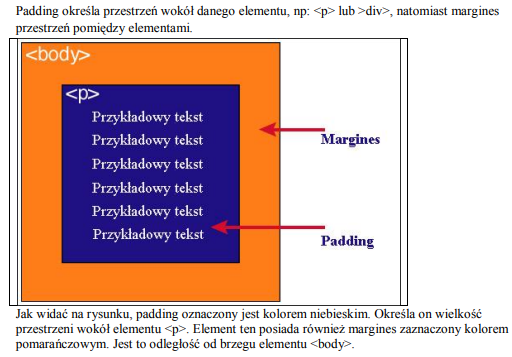 Padding określa przestrzeń wokół danego elementu, np: <p> lub >div>, natomiast margines
przestrzeń pomiędzy elementami.
<body>
<p>
Przykładowy tekst
Przykładowy tekst
Przykładowy tekst
Przykładowy tekst
Przykładowy tekst
Przykładowy tekst
Margines
Padding
Jak widać na rysunku, padding oznaczony jest kolorem niebieskim. Określa on wielkość
przestrzeni wokół elementu <p>. Element ten posiada również margines zaznaczony kolorem
pomarańczowym. Jest to odległość od brzegu elementu <body>.